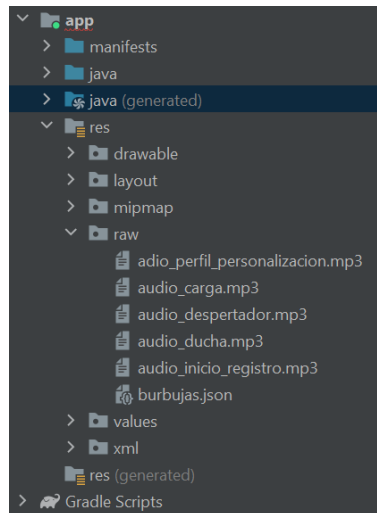 app
manifests
java
java (generated)
res
drawable
layout
mipmap
raw
adio_perfil_personalizacion.mp3
audio_carga.mp3
audio_despertador.mp3
audio_ducha.mp3
audio_inicio_registro.mp3
burbujas.json
values
xml
res (generated)
Gradle Scripts